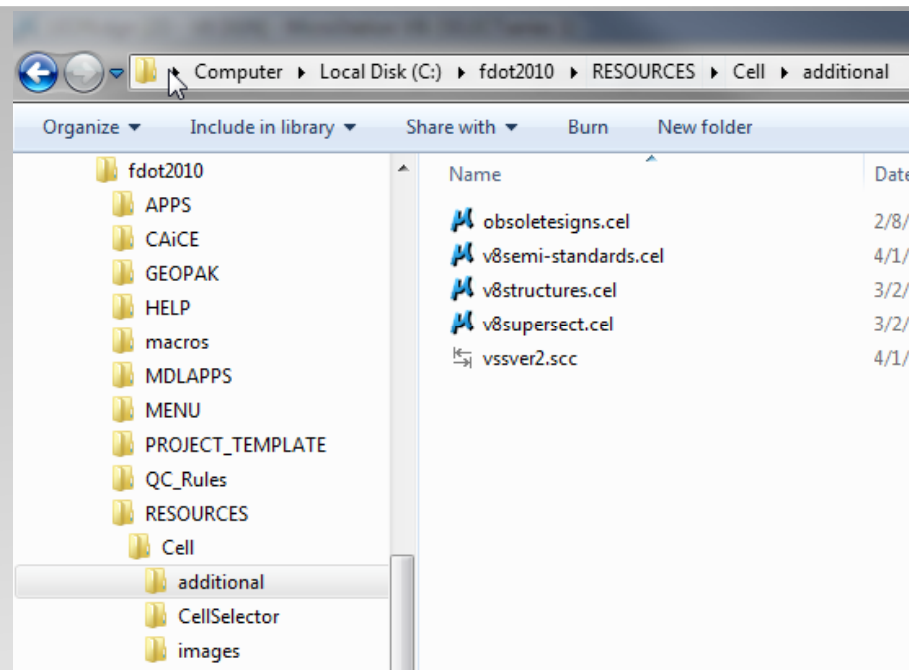 Computer Local Disk (C:) fdot2010 RESOURCES Cell additional
Organize Include in library Share with Burn New folder
fdot2010
APPS
CAiCE
GEOPAK
HELP
macros
MDLAPPS
MENU
PROJECT_TEMPLATE
QC_Rules
RESOURCES
Cell
additional
CellSelector
images
Name Date
obsoletesigns.cel 2/8/
v8semi-standards.cel 4/1/
v8structures.cel 3/2/
v8supersect.cel 3/2/
vssver2.scc 4/1/